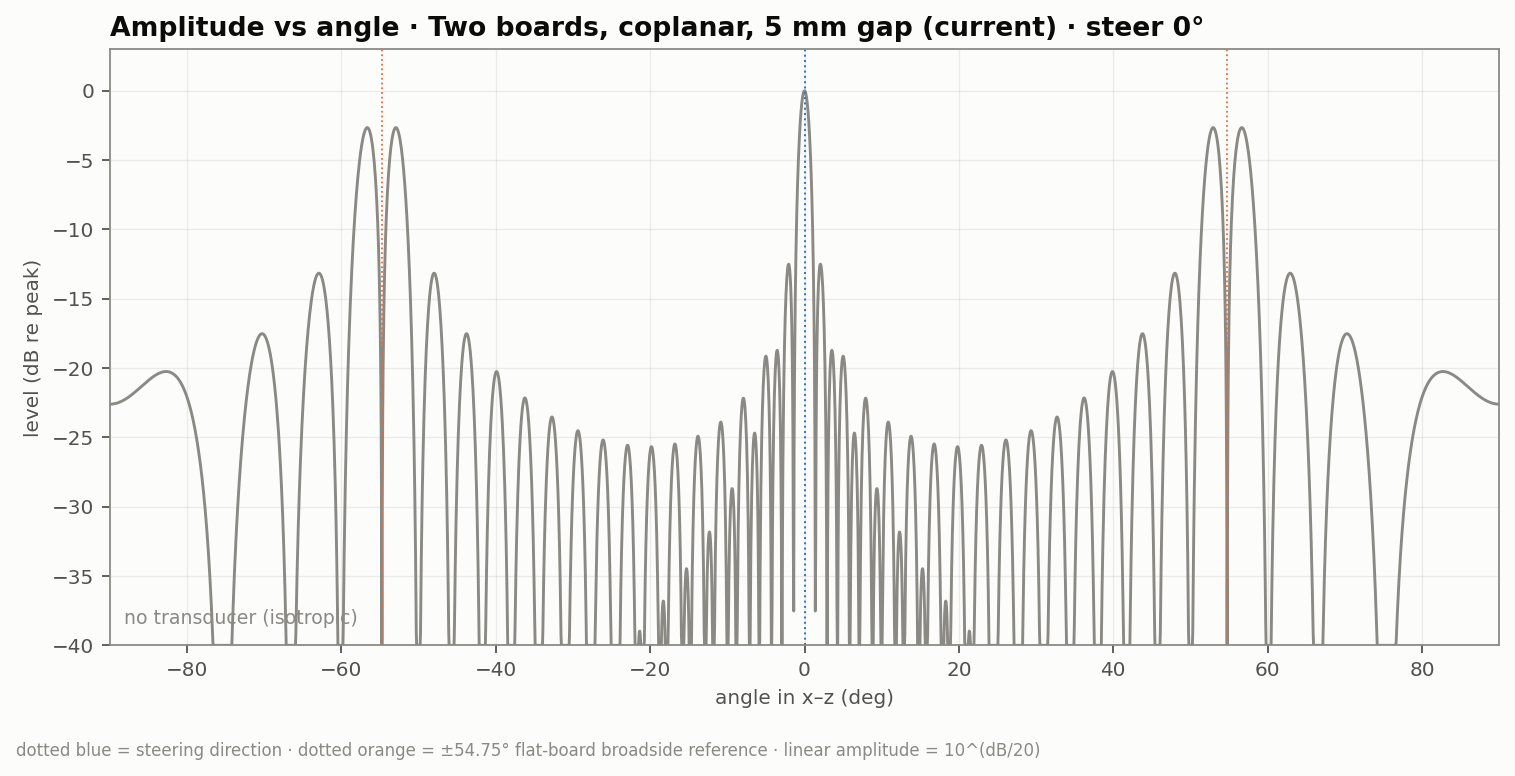 Amplitude vs angle · Two boards, coplanar, 5 mm gap (current) · steer 0°
0
−5
−10
−15
−20
−25
−30
−35
−40
level (dB re peak)
no transducer (isotropic)
−80 −60 −40 −20 0 20 40 60 80
angle in x–z (deg)
dotted blue = steering direction · dotted orange = ±54.75° flat-board broadside reference · linear amplitude = 10^(dB/20)